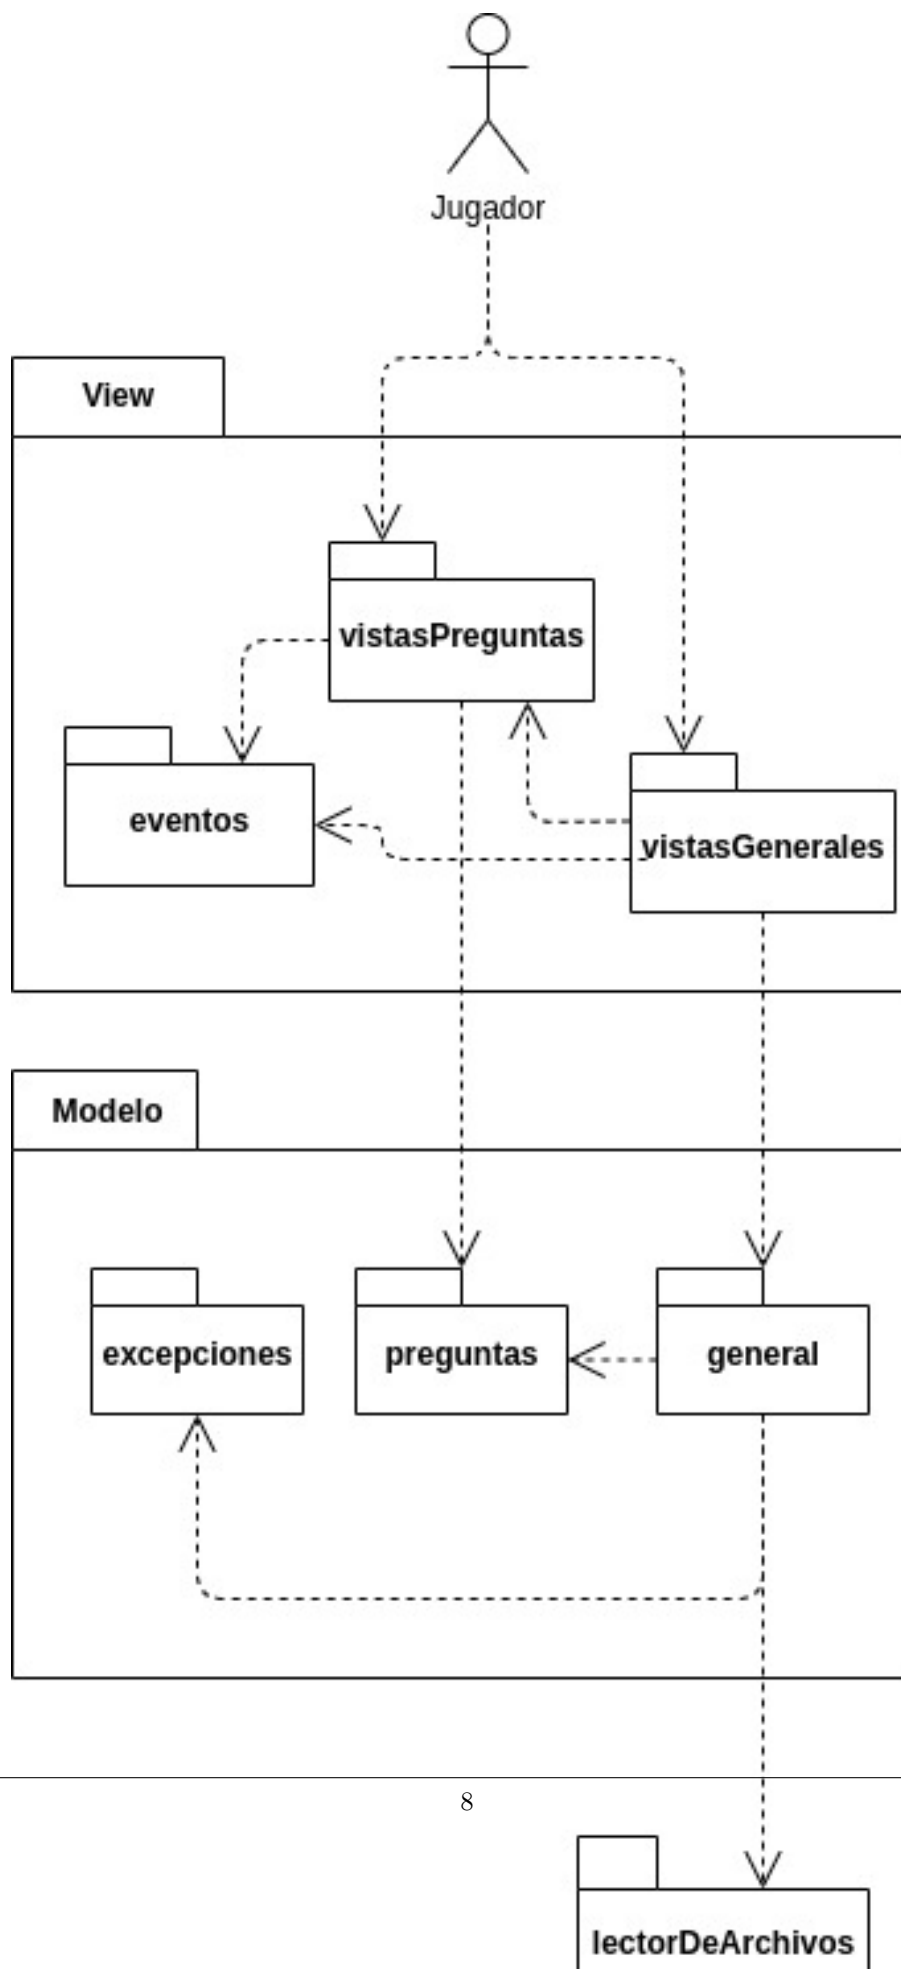 Jugador
View
vistasPreguntas
eventos
vistasGenerales
Modelo
excepciones
preguntas
general
8
lectorDeArchivos